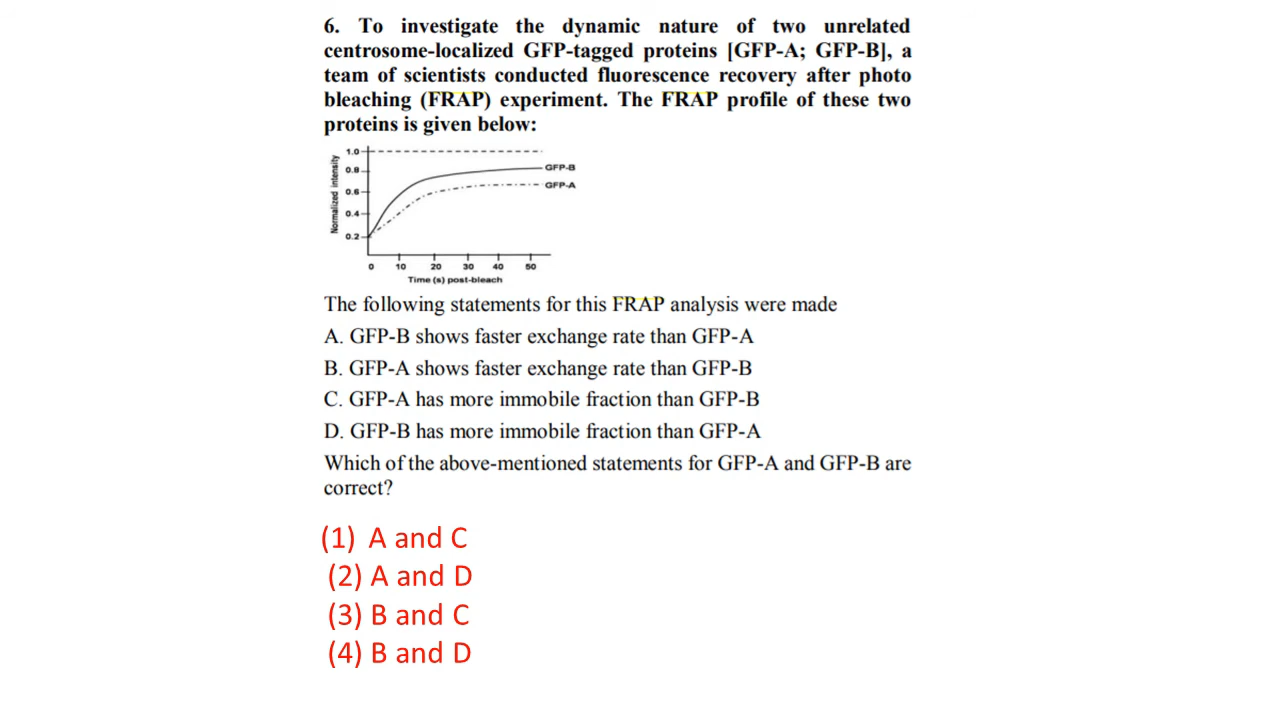 6. To investigate the dynamic nature of two unrelated
centrosome-localized GFP-tagged proteins [GFP-A; GFP-B], a
team of scientists conducted fluorescence recovery after photo
bleaching (FRAP) experiment. The FRAP profile of these two
proteins is given below:
Normalized intensity
1.0
0.8
0.6
0.4
0.2
GFP-B
GFP-A
0 10 20 30 40 50
Time (s) post-bleach
The following statements for this FRAP analysis were made
A. GFP-B shows faster exchange rate than GFP-A
B. GFP-A shows faster exchange rate than GFP-B
C. GFP-A has more immobile fraction than GFP-B
D. GFP-B has more immobile fraction than GFP-A
Which of the above-mentioned statements for GFP-A and GFP-B are
correct?
(1) A and C
(2) A and D
(3) B and C
(4) B and D